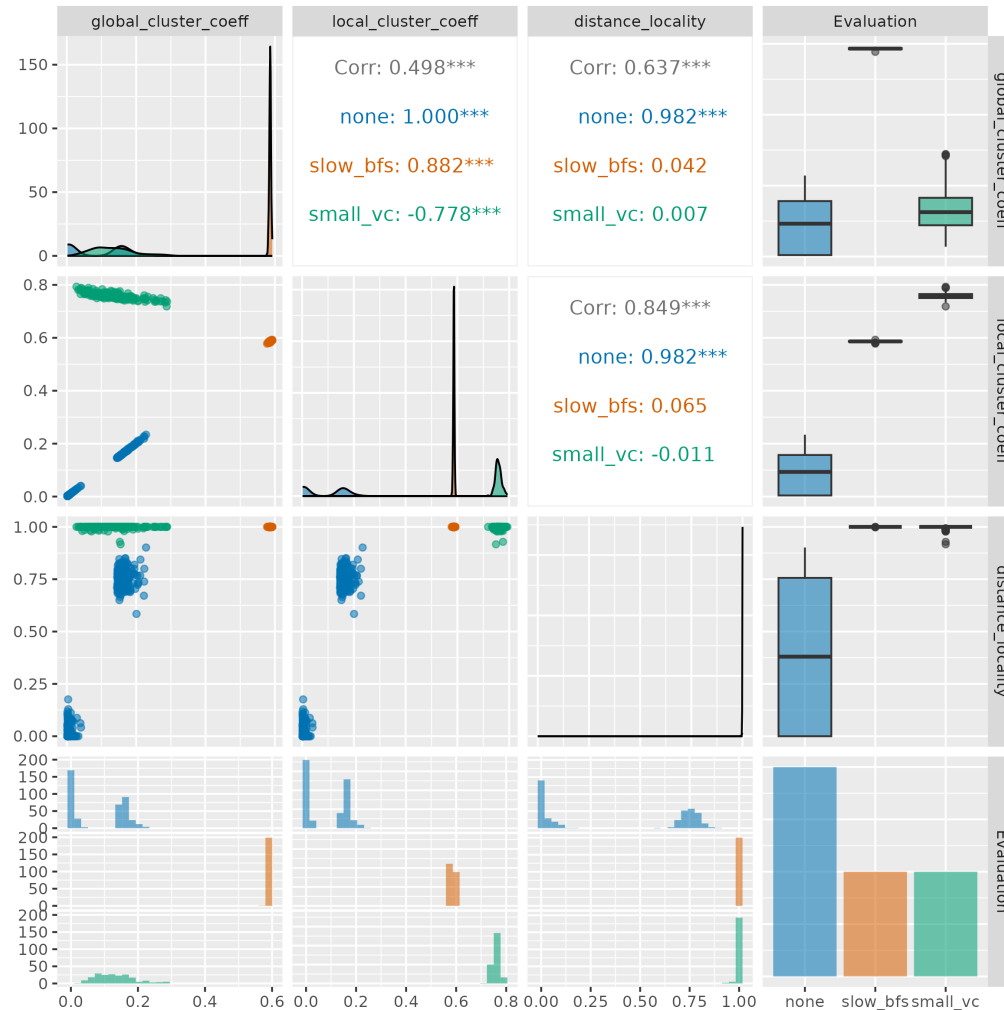 global_cluster_coeff local_cluster_coeff distance_locality Evaluation
150
100
50
0
Corr: 0.498***
none: 1.000***
slow_bfs: 0.882***
small_vc: -0.778***
Corr: 0.637***
none: 0.982***
slow_bfs: 0.042
small_vc: 0.007
global_cluster_coeff
0.8
0.6
0.4
0.2
0.0
Corr: 0.849***
none: 0.982***
slow_bfs: 0.065
small_vc: -0.011
local_cluster_coeff
1.00
0.75
0.50
0.25
0.00
distance_locality
200
150
100
50
0
200
150
100
50
0
200
150
100
50
0
Evaluation
0.0 0.2 0.4 0.6 0.0 0.2 0.4 0.6 0.8 0.00 0.25 0.50 0.75 1.00 none slow_bfs small_vc